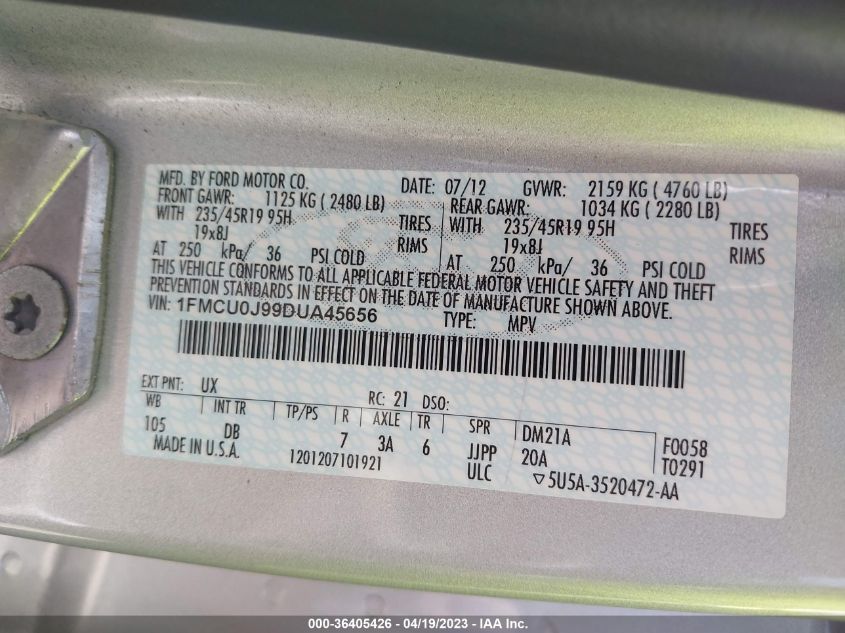 MFD. BY FORD MOTOR CO. DATE: 07/12 GVWR: 2159 KG ( 4760 LB)
FRONT GAWR: 1125 KG ( 2480 LB) REAR GAWR: 1034 KG ( 2280 LB)
WITH 235/45R19 95H TIRES WITH 235/45R19 95H TIRES
19x8J RIMS 19x8J RIMS
AT 250 kPa/ 36 PSI COLD AT 250 kPa/ 36 PSI COLD
THIS VEHICLE CONFORMS TO ALL APPLICABLE FEDERAL MOTOR VEHICLE SAFETY AND THEFT
PREVENTION STANDARDS IN EFFECT ON THE DATE OF MANUFACTURE SHOWN ABOVE.
VIN: 1FMCU0J99DUA45656 TYPE: MPV
EXT PNT: UX RC: 21 DSO:
WB INT TR TP/PS R AXLE TR SPR DM21A F0058
105 DB 7 3A 6 JJPP 20A T0291
MADE IN U.S.A. 1201207101921 ULC ▽5U5A-3520472-AA
000-36405426 - 04/19/2023 - IAA Inc.